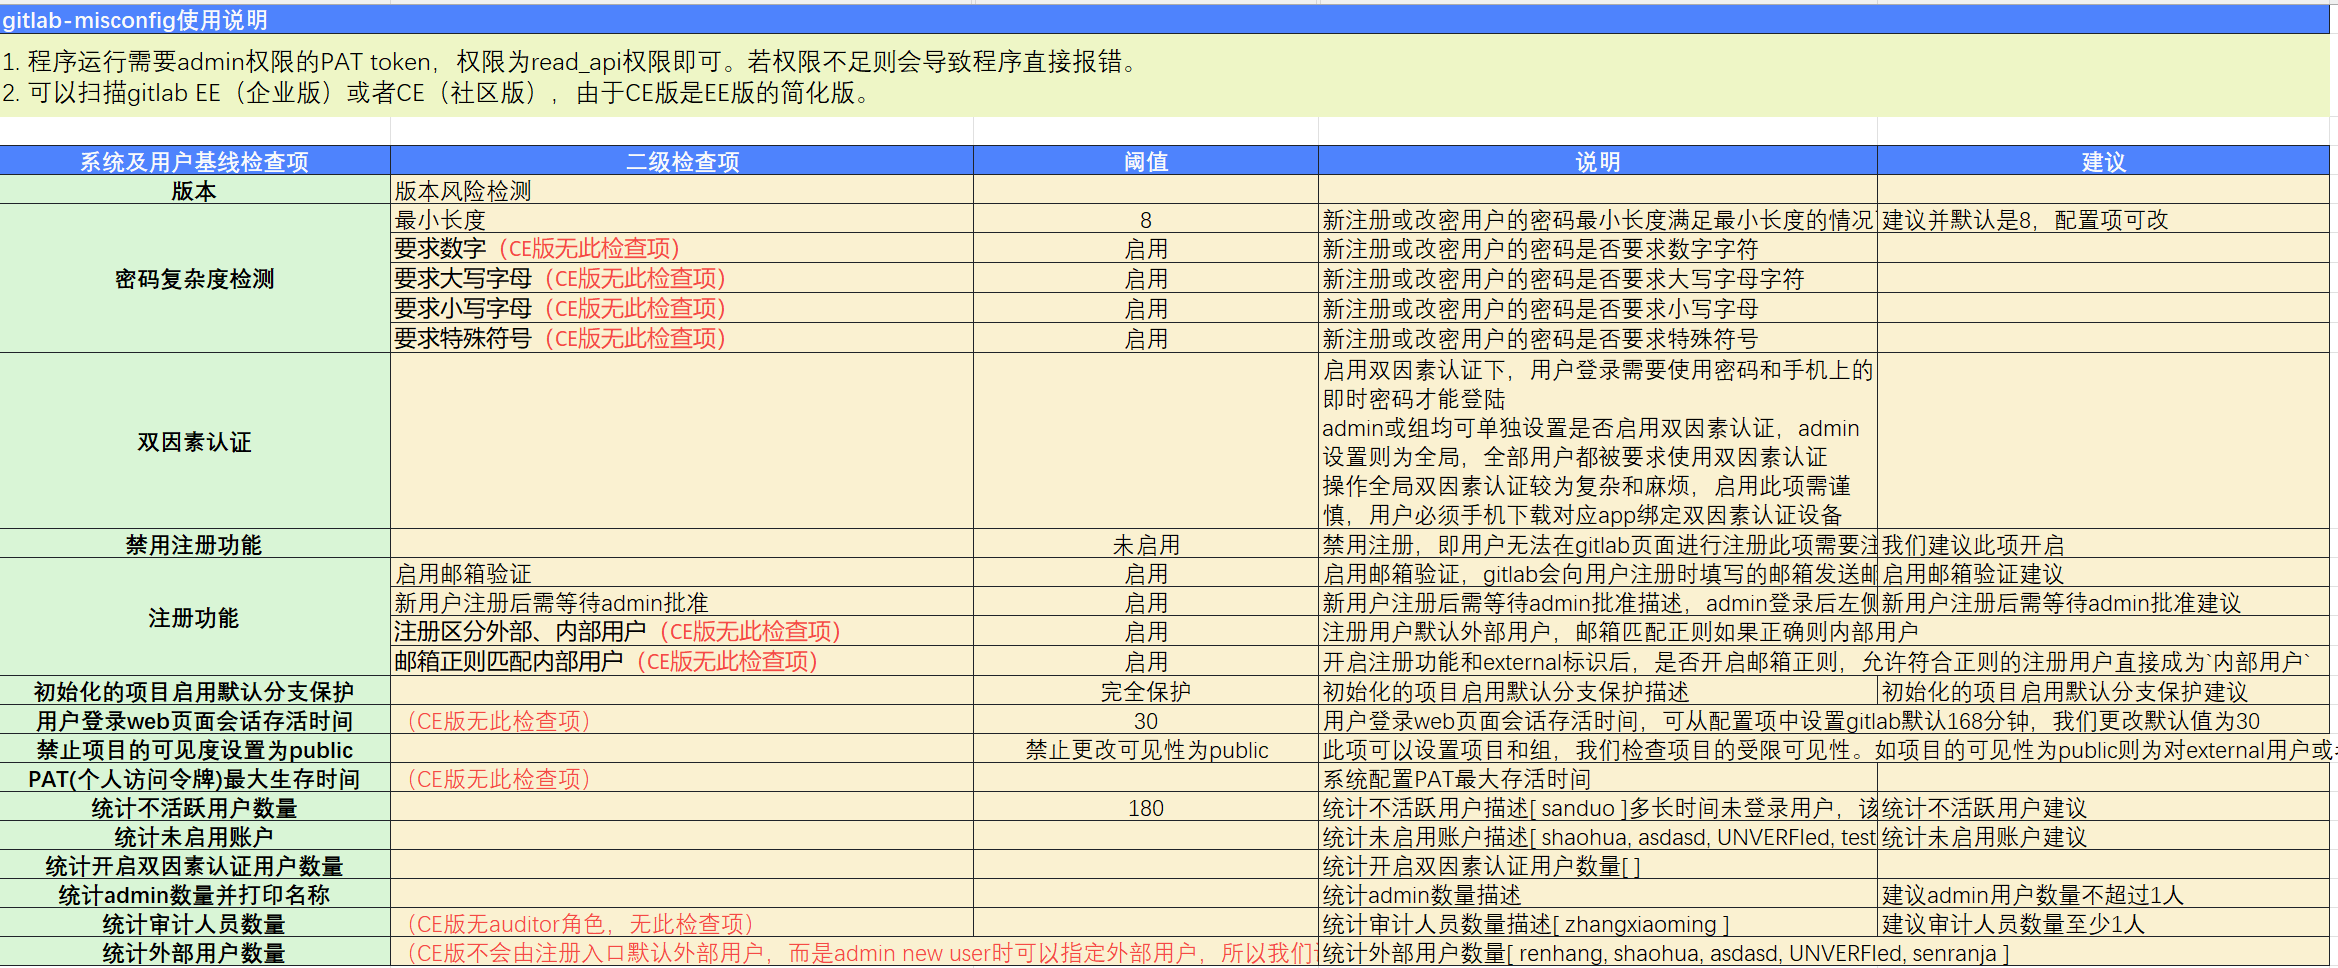 gitlab-misconfig使用说明
1. 程序运行需要admin权限的PAT token，权限为read_api权限即可。若权限不足则会导致程序直接报错。
2. 可以扫描gitlab EE（企业版）或者CE（社区版），由于CE版是EE版的简化版。
系统及用户基线检查项 二级检查项 阈值 说明 建议
版本 版本风险检测
密码复杂度检测
最小长度 8 新注册或改密用户的密码最小长度满足最小长度的情况 建议并默认是8，配置项可改
要求数字（CE版无此检查项） 启用 新注册或改密用户的密码是否要求数字字符
要求大写字母（CE版无此检查项） 启用 新注册或改密用户的密码是否要求大写字母字符
要求小写字母（CE版无此检查项） 启用 新注册或改密用户的密码是否要求小写字母
要求特殊符号（CE版无此检查项） 启用 新注册或改密用户的密码是否要求特殊符号
双因素认证
启用双因素认证下，用户登录需要使用密码和手机上的
即时密码才能登陆
admin或组均可单独设置是否启用双因素认证，admin
设置则为全局，全部用户都被要求使用双因素认证
操作全局双因素认证较为复杂和麻烦，启用此项需谨
慎，用户必须手机下载对应app绑定双因素认证设备
禁用注册功能 未启用 禁用注册，即用户无法在gitlab页面进行注册此项需要注 我们建议此项开启
注册功能
启用邮箱验证 启用 启用邮箱验证，gitlab会向用户注册时填写的邮箱发送邮 启用邮箱验证建议
新用户注册后需等待admin批准 启用 新用户注册后需等待admin批准描述，admin登录后左侧 新用户注册后需等待admin批准建议
注册区分外部、内部用户（CE版无此检查项） 启用 注册用户默认外部用户，邮箱匹配正则如果正确则内部用户
邮箱正则匹配内部用户（CE版无此检查项） 启用 开启注册功能和external标识后，是否开启邮箱正则，允许符合正则的注册用户直接成为`内部用户`
初始化的项目启用默认分支保护 完全保护 初始化的项目启用默认分支保护描述 初始化的项目启用默认分支保护建议
用户登录web页面会话存活时间 （CE版无此检查项） 30 用户登录web页面会话存活时间，可从配置项中设置gitlab默认168分钟，我们更改默认值为30
禁止项目的可见度设置为public 禁止更改可见性为public 此项可以设置项目和组，我们检查项目的受限可见性。如项目的可见性为public则为对external用户或
PAT(个人访问令牌)最大生存时间 （CE版无此检查项） 系统配置PAT最大存活时间
统计不活跃用户数量 180 统计不活跃用户描述[ sanduo ]多长时间未登录用户，该 统计不活跃用户建议
统计未启用账户 统计未启用账户描述[ shaohua, asdasd, UNVERFIed, test 统计未启用账户建议
统计开启双因素认证用户数量 统计开启双因素认证用户数量[ ]
统计admin数量并打印名称 统计admin数量描述 建议admin用户数量不超过1人
统计审计人员数量 （CE版无auditor角色，无此检查项） 统计审计人员数量描述[ zhangxiaoming ] 建议审计人员数量至少1人
统计外部用户数量 （CE版不会由注册入口默认外部用户，而是admin new user时可以指定外部用户，所以我们 统计外部用户数量[ renhang, shaohua, asdasd, UNVERFIed, senranja ]